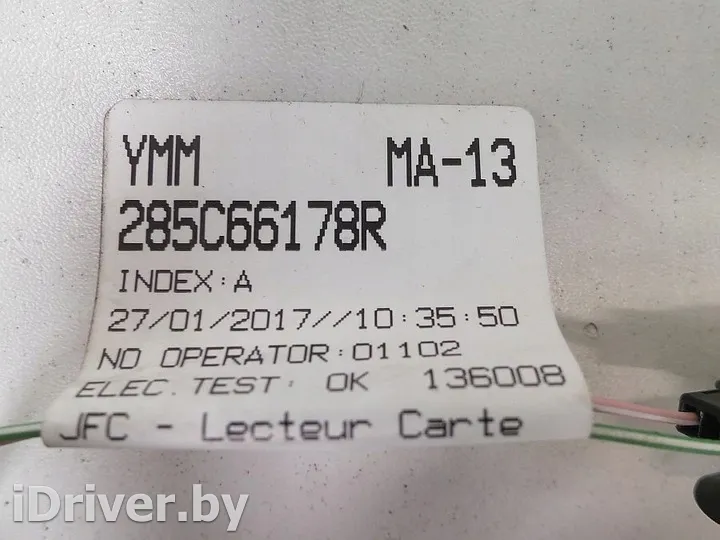 YMM MA-13
285C66178R
INDEX:A
27/01/2017//10:35:50
NO OPERATOR:01102
ELEC.TEST: OK 136008
JFC - Lecteur Carte
iDriver.by